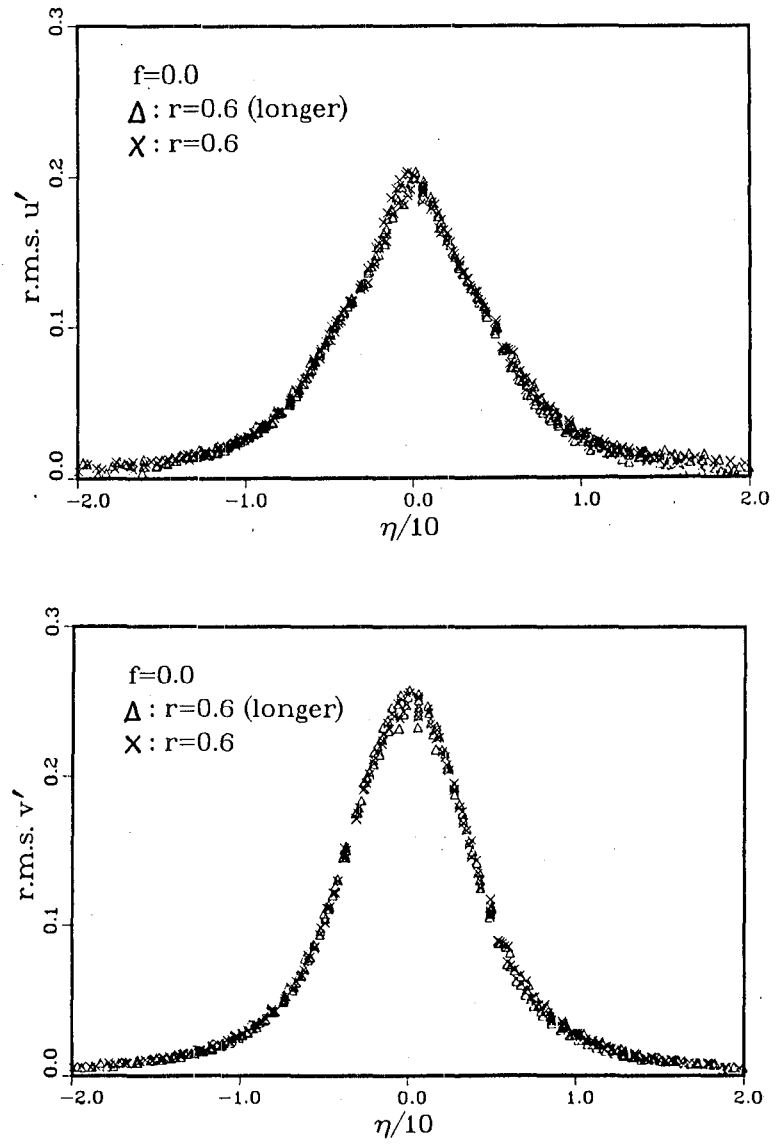 0.3
f=0.0
Δ : r=0.6 (longer)
X : r=0.6
0.2
r.m.s. u′
0.1
0.0
-2.0 -1.0 0.0 1.0 2.0
η/10
0.3
f=0.0
Δ : r=0.6 (longer)
X : r=0.6
0.2
r.m.s. v′
0.1
0.0
-2.0 -1.0 0.0 1.0 2.0
η/10